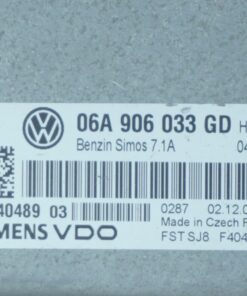 06A 906 033 GD H
Benzin Simos 7.1A 04
40489 03
0287 02.12.0
MENS VDO
Made in Czech R
FST SJ8 F404